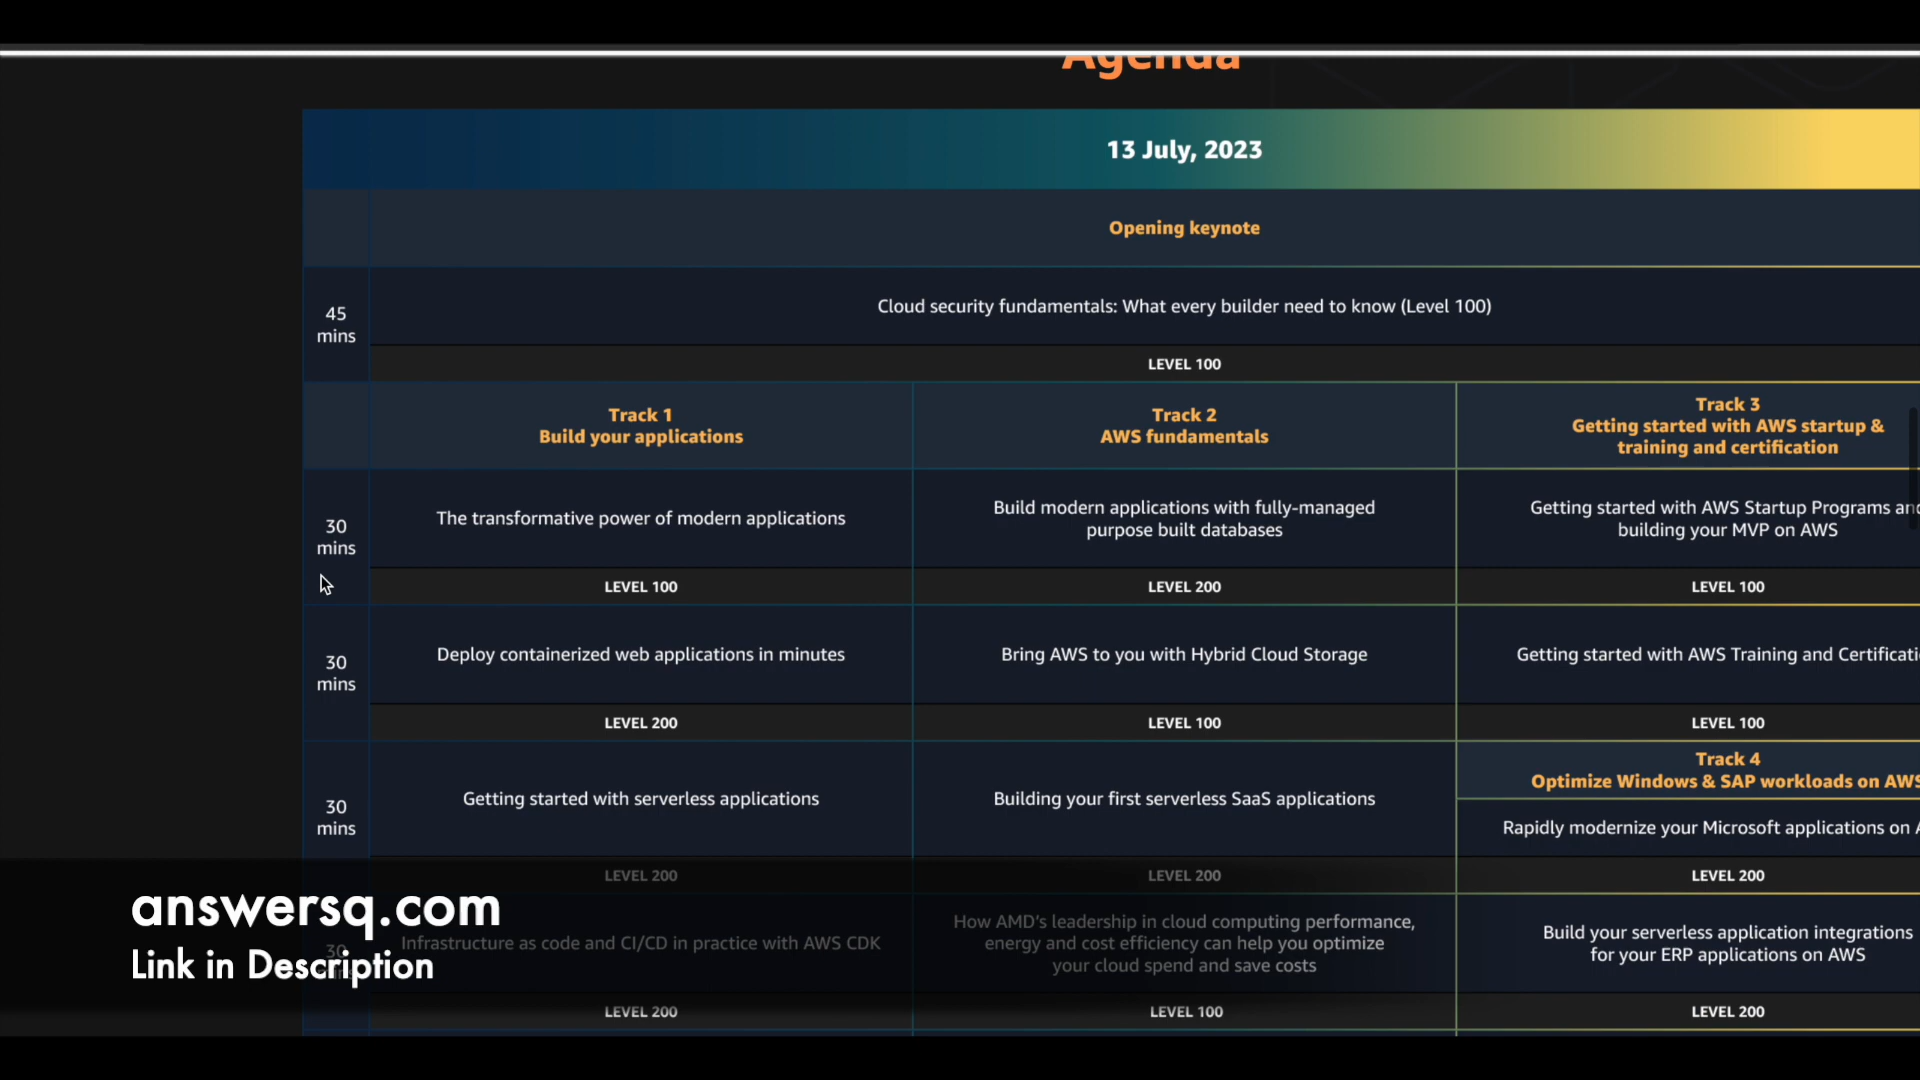 Agenda
13 July, 2023
Opening keynote
45
mins
Cloud security fundamentals: What every builder need to know (Level 100)
LEVEL 100
Track 1
Build your applications
Track 2
AWS fundamentals
Track 3
Getting started with AWS startup &
training and certification
30
mins
The transformative power of modern applications
LEVEL 100
Build modern applications with fully-managed
purpose built databases
LEVEL 200
Getting started with AWS Startup Programs and
building your MVP on AWS
LEVEL 100
30
mins
Deploy containerized web applications in minutes
LEVEL 200
Bring AWS to you with Hybrid Cloud Storage
LEVEL 100
Getting started with AWS Training and Certificati
LEVEL 100
30
mins
Getting started with serverless applications
LEVEL 200
Building your first serverless SaaS applications
LEVEL 200
Track 4
Optimize Windows & SAP workloads on AWS
Rapidly modernize your Microsoft applications on A
LEVEL 200
30
Infrastructure as code and CI/CD in practice with AWS CDK
LEVEL 200
How AMD's leadership in cloud computing performance,
energy and cost efficiency can help you optimize
your cloud spend and save costs
LEVEL 100
Build your serverless application integrations
for your ERP applications on AWS
LEVEL 200
answersq.com
Link in Description